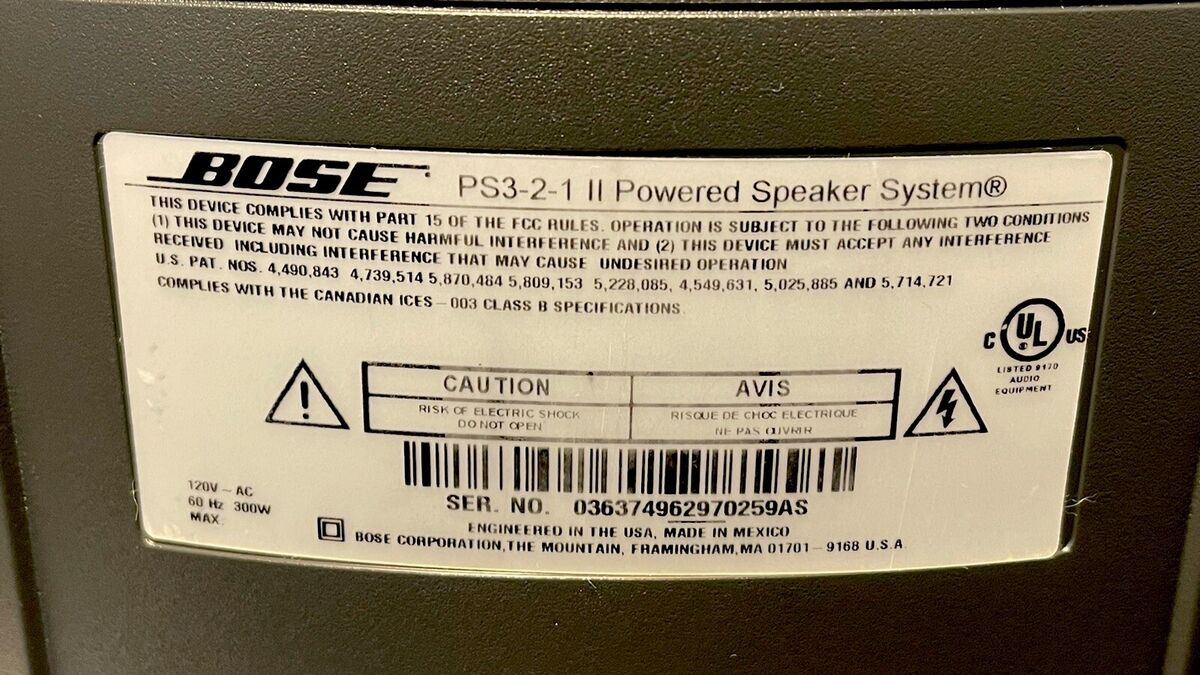 BOSE PS3-2-1 II Powered Speaker System®
THIS DEVICE COMPLIES WITH PART 15 OF THE FCC RULES. OPERATION IS SUBJECT TO THE FOLLOWING TWO CONDITIONS
(1) THIS DEVICE MAY NOT CAUSE HARMFUL INTERFERENCE AND (2) THIS DEVICE MUST ACCEPT ANY INTERFERENCE
RECEIVED INCLUDING INTERFERENCE THAT MAY CAUSE UNDESIRED OPERATION
U.S. PAT. NOS. 4,490,843 4,739,514 5,870,484 5,809,153 5,228,085, 4,549,631, 5,025,885 AND 5,714,721
COMPLIES WITH THE CANADIAN ICES - 003 CLASS B SPECIFICATIONS.
C UL US
LISTED 9170
AUDIO
EQUIPMENT
CAUTION
RISK OF ELECTRIC SHOCK
DO NOT OPEN
AVIS
RISQUE DE CHOC ELECTRIQUE
NE PAS OUVRIR
120V ~ AC
60 Hz 300W
MAX.
SER. NO. 036374962970259AS
ENGINEERED IN THE USA, MADE IN MEXICO
BOSE CORPORATION, THE MOUNTAIN, FRAMINGHAM, MA 01701 - 9168 U.S.A.